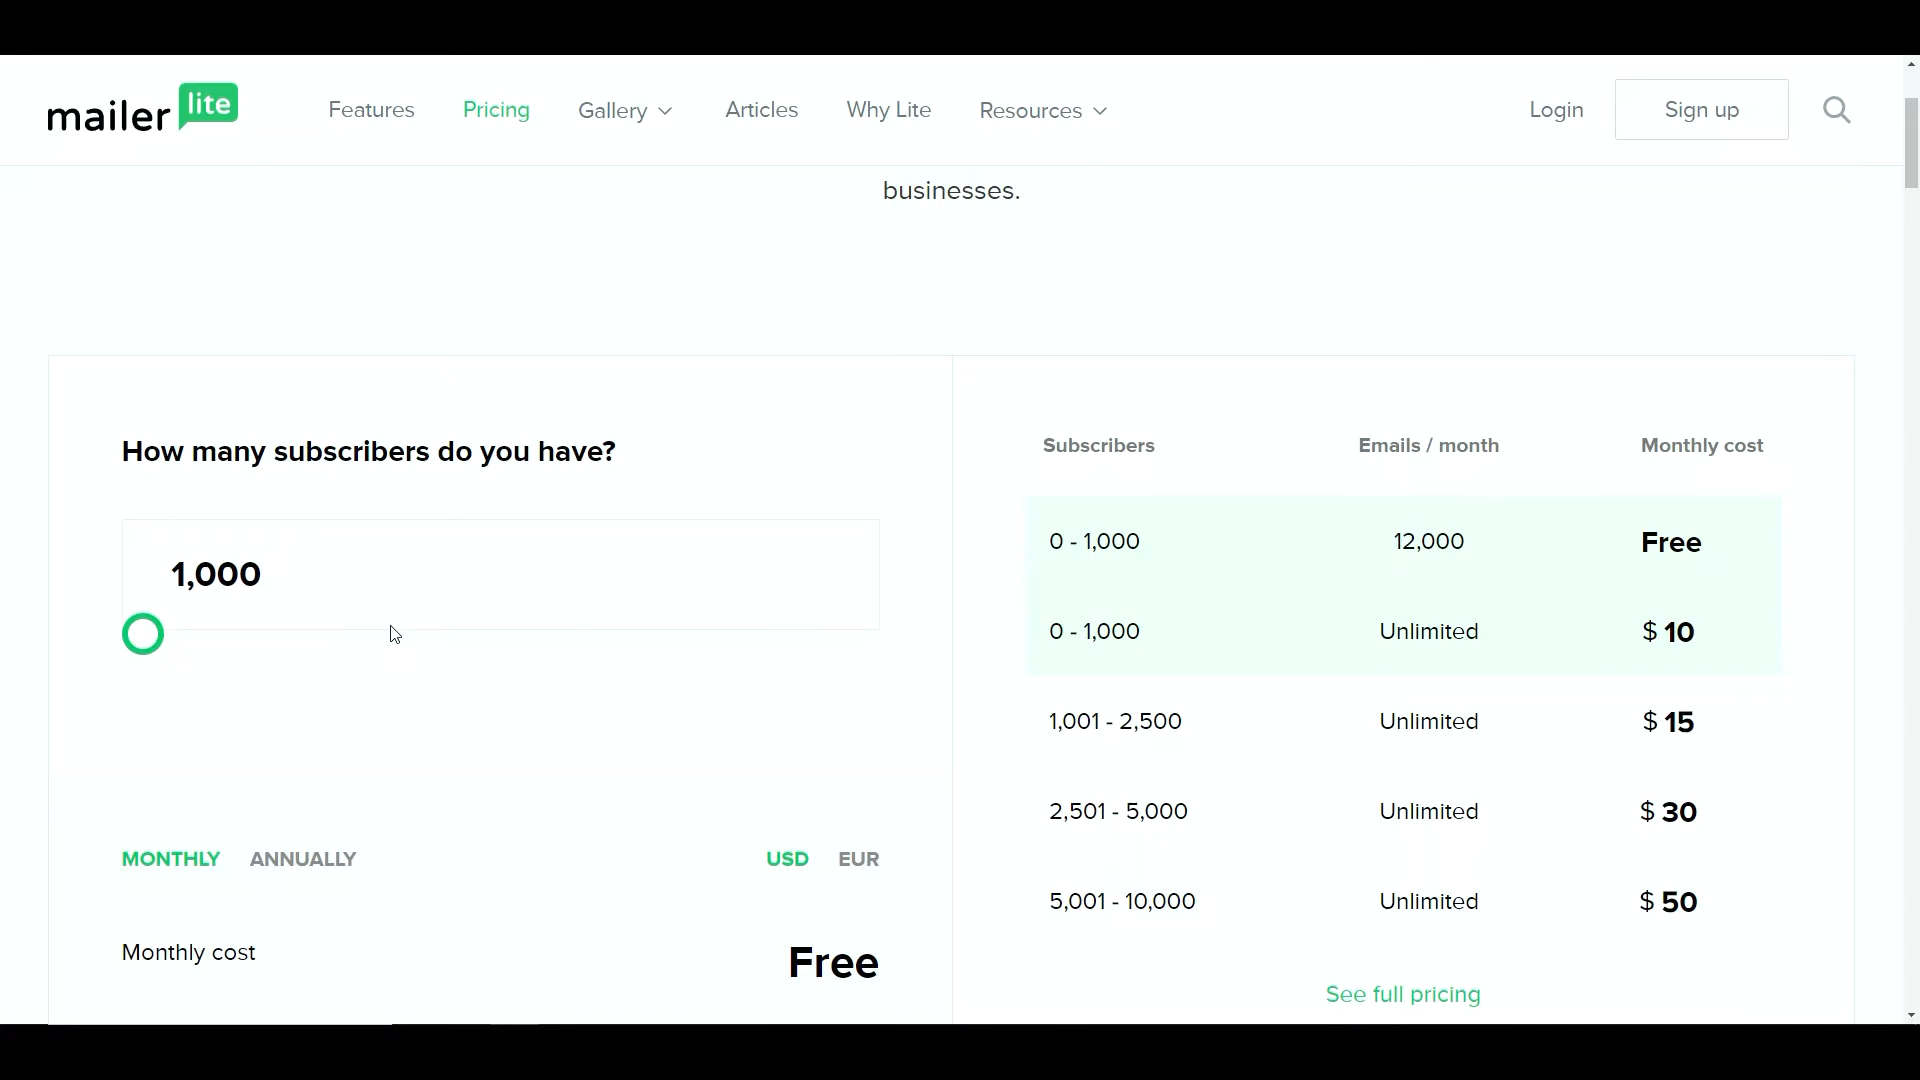 mailer lite Features Pricing Gallery Articles Why Lite Resources Login Sign up
businesses.
How many subscribers do you have?
1,000
MONTHLY ANNUALLY USD EUR
Monthly cost Free
Subscribers Emails / month Monthly cost
0 - 1,000 12,000 Free
0 - 1,000 Unlimited $ 10
1,001 - 2,500 Unlimited $ 15
2,501 - 5,000 Unlimited $ 30
5,001 - 10,000 Unlimited $ 50
See full pricing